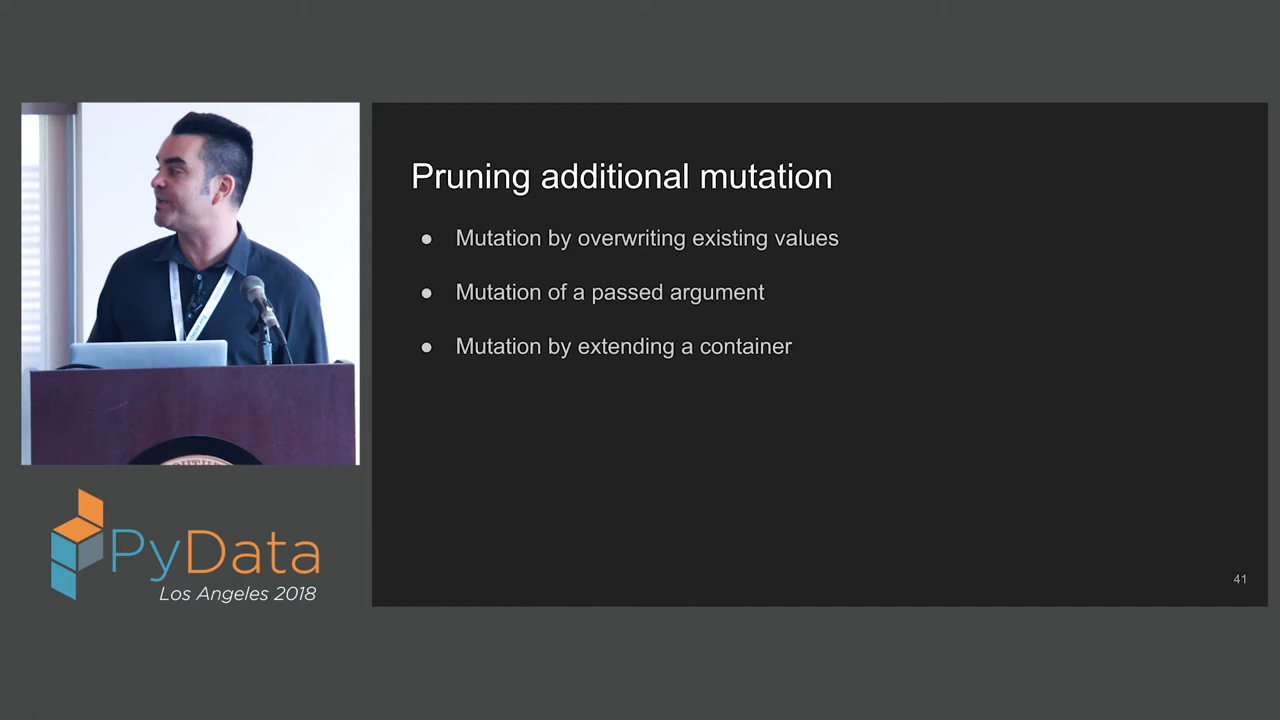 Pruning additional mutation
● Mutation by overwriting existing values
● Mutation of a passed argument
● Mutation by extending a container
41
PyData
Los Angeles 2018